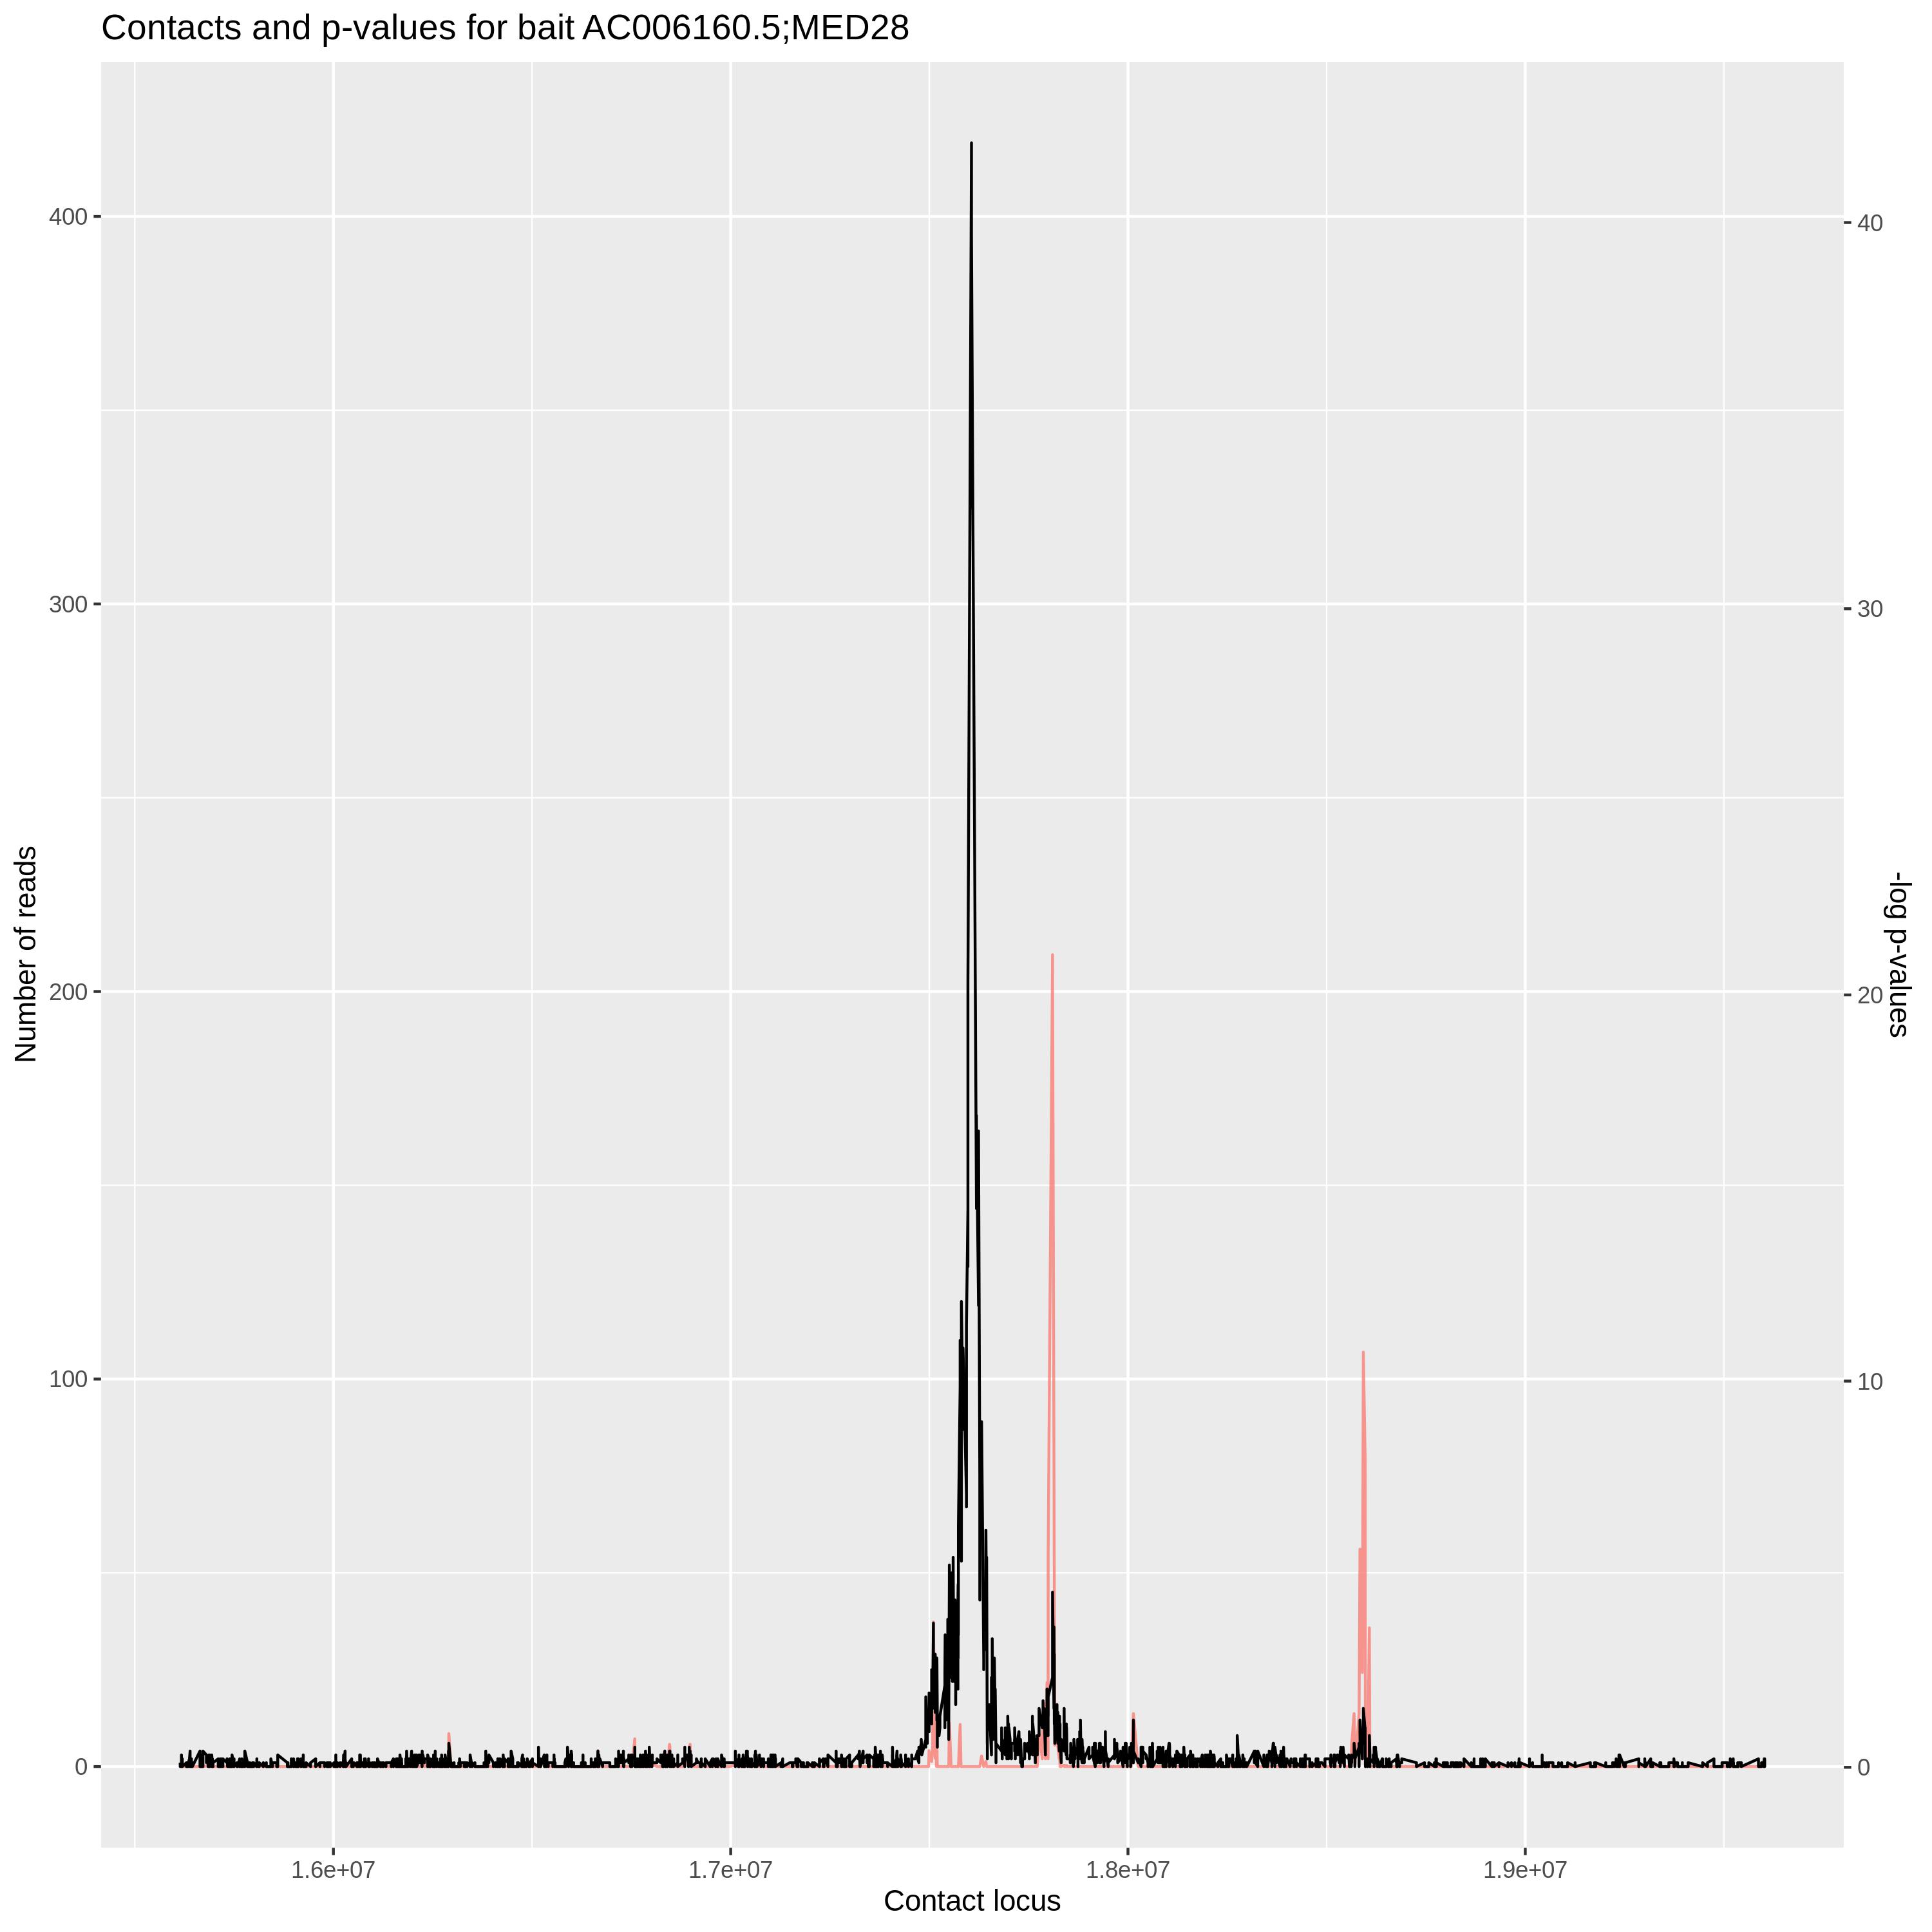 Contacts and p-values for bait AC006160.5;MED28
400
300
200
100
0
Number of reads
40
30
20
10
0
-log p-values
1.6e+07
1.7e+07
1.8e+07
1.9e+07
Contact locus